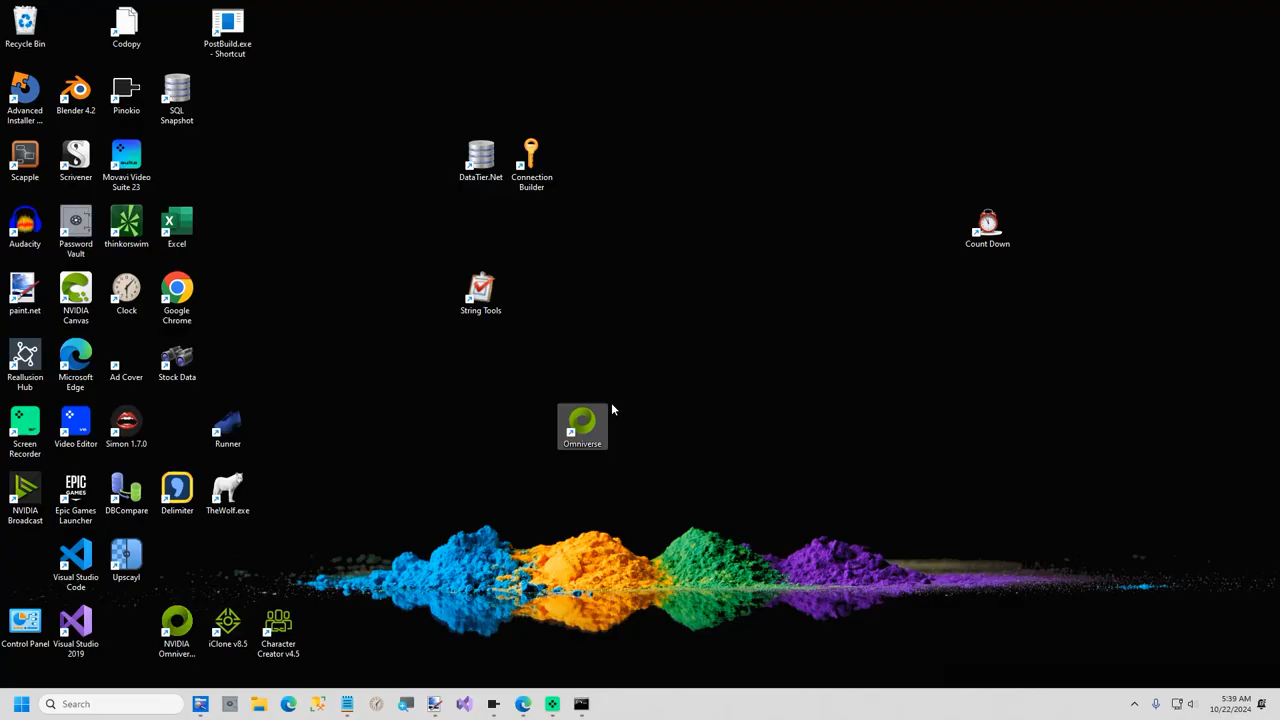 Recycle Bin
Codopy
PostBuild.exe
- Shortcut
Advanced
Installer ...
Blender 4.2
Pinokio
SQL
Snapshot
DataTier.Net
Connection
Builder
Scapple
Scrivener
Movavi Video
Suite 23
Audacity
Password
Vault
thinkorswim
Excel
Count Down
paint.net
NVIDIA
Canvas
Clock
Google
Chrome
String Tools
Reallusion
Hub
Microsoft
Edge
Ad Cover
Stock Data
Screen
Recorder
Video Editor
Simon 1.7.0
Runner
Omniverse
NVIDIA
Broadcast
EPIC
GAMES
Epic Games
Launcher
DBCompare
Delimiter
TheWolf.exe
Visual Studio
Code
Upscayl
Control Panel
Visual Studio
2019
NVIDIA
Omniver...
iClone v8.5
Character
Creator v4.5
Search
5:39 AM
10/22/2024